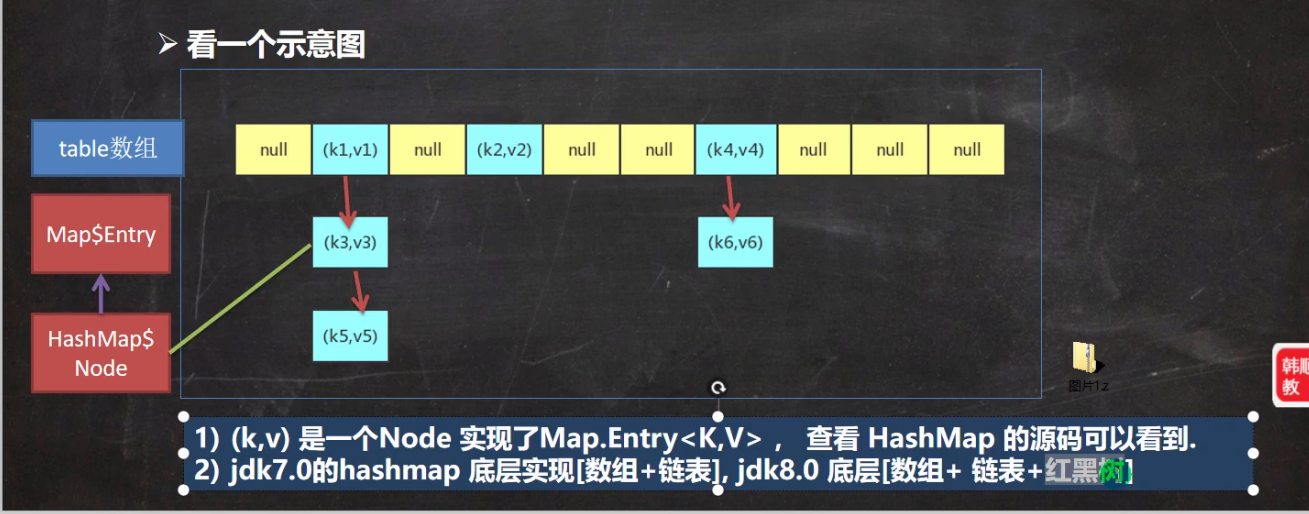 ➢ 看一个示意图
table数组
null
(k1,v1)
null
(k2,v2)
null
null
(k4,v4)
null
null
null
Map$Entry
(k3,v3)
(k6,v6)
HashMap$
Node
(k5,v5)
图片1.z
韩顺
教
1) (k,v) 是一个Node 实现了Map.Entry<K,V> ， 查看 HashMap 的源码可以看到.
2) jdk7.0的hashmap 底层实现[数组+链表], jdk8.0 底层[数组+ 链表+红黑树]